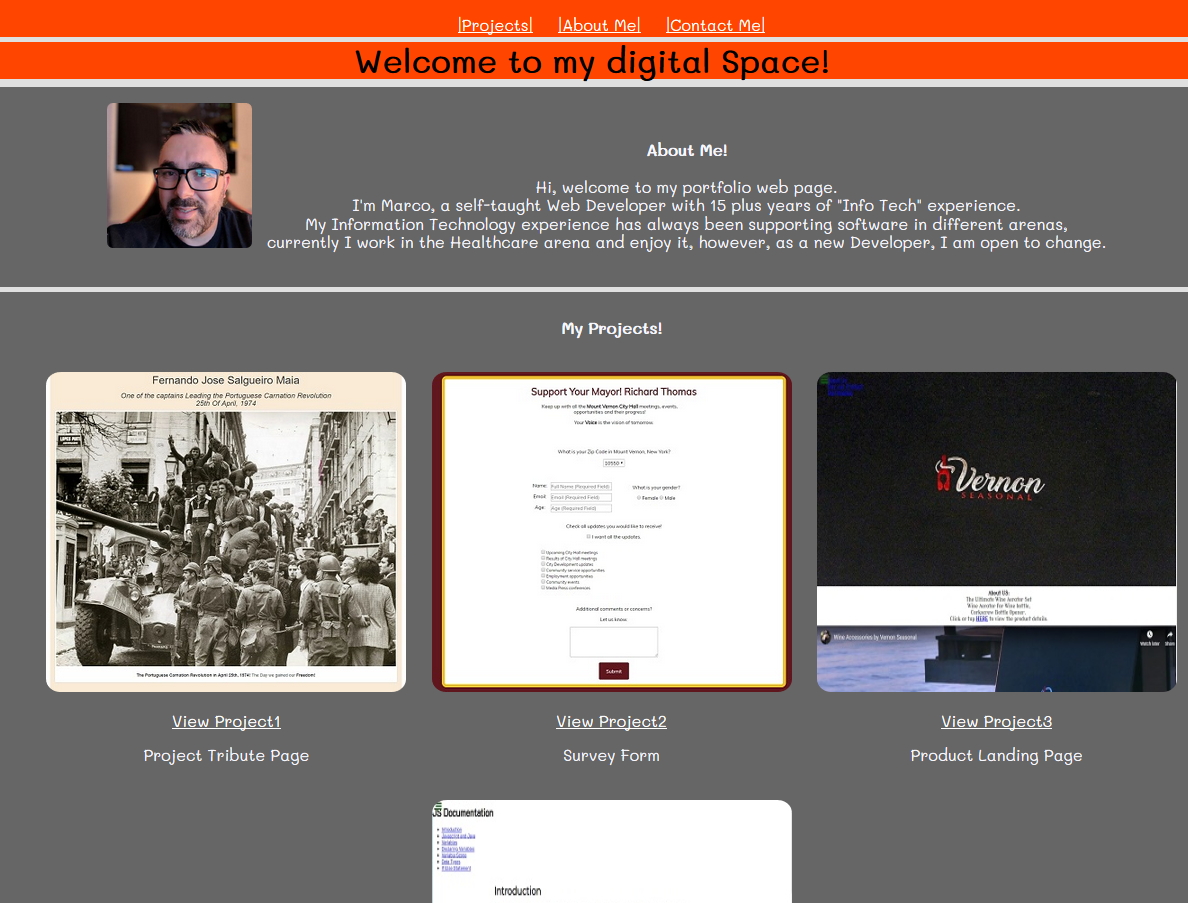 |Projects| |About Me| |Contact Me|
Welcome to my digital Space!
About Me!
Hi, welcome to my portfolio web page.
I'm Marco, a self-taught Web Developer with 15 plus years of "Info Tech" experience.
My Information Technology experience has always been supporting software in different arenas,
currently I work in the Healthcare arena and enjoy it, however, as a new Developer, I am open to change.
My Projects!
Fernando Jose Salgueiro Maia
One of the captains Leading the Portuguese Carnation Revolution
25th Of April, 1974
The Portuguese Carnation Revolution in April 25th, 1974! The Day we gained our Freedom!
View Project1
Project Tribute Page
Support Your Mayor! Richard Thomas
Keep up with all the Mount Vernon City Hall meetings, events,
opportunities and their progress!
Your Voice is the vision of tomorrow.
What is your Zip Code in Mount Vernon, New York?
10550
Name: Full Name (Required Field)
Email: Email (Required Field)
Age: Age (Required Field)
What is your gender?
Female Male
Check all updates you would like to receive!
I want all the updates.
Upcoming City Hall meetings
Results of City Hall meetings
City Development updates
Community service opportunities
Employment opportunities
Community events
Media Press conferences
Additional comments or concerns?
Let us know
Submit
View Project2
Survey Form
Vernon
SEASONAL
About US:
The Ultimate Wine Aerator Set
Wine Aerator for Wine bottle,
Corkscrew Bottle Opener.
Click or tap HERE to view the product details.
Wine Accessories by Vernon Seasonal
Watch later Share
View Project3
Product Landing Page
JS Documentation
Introduction
Javascript and Java
Variables
Declaring Variables
Variable Scope
Data Types
If Else Statement
Introduction